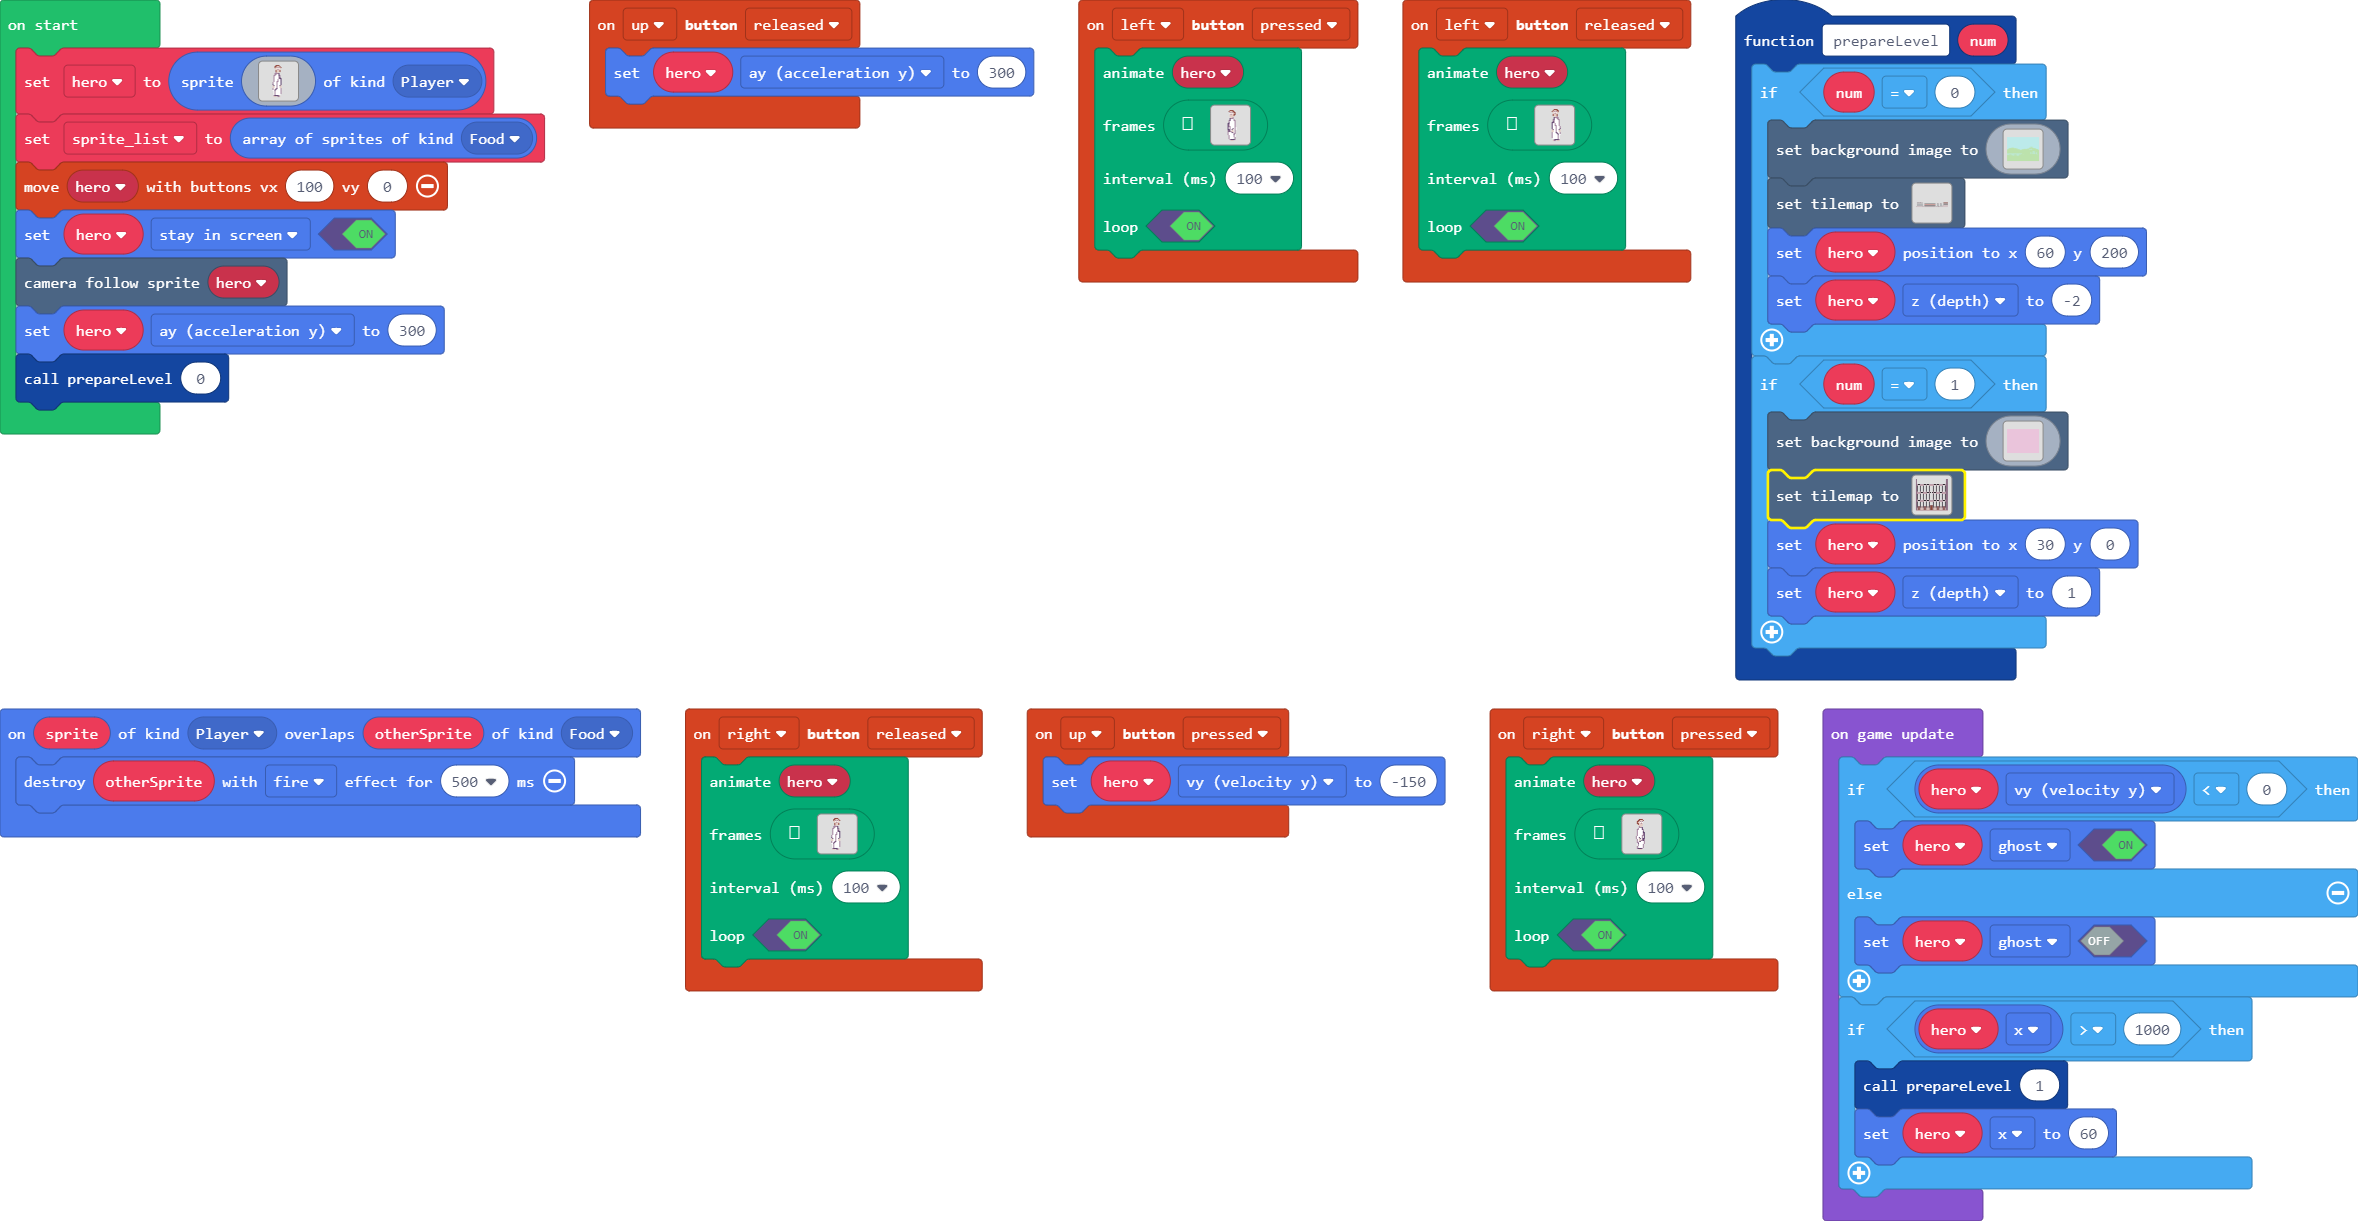 on start
set hero to sprite of kind Player
set sprite_list to array of sprites of kind Food
move hero with buttons vx 100 vy 0
set hero stay in screen ON
camera follow sprite hero
set hero ay (acceleration y) to 300
call prepareLevel 0
on up button released
set hero ay (acceleration y) to 300
on left button pressed
animate hero
frames
interval (ms) 100
loop ON
on left button released
animate hero
frames
interval (ms) 100
loop ON
function prepareLevel num
if num = 0 then
set background image to
set tilemap to
set hero position to x 60 y 200
set hero z (depth) to -2
if num = 1 then
set background image to
set tilemap to
set hero position to x 30 y 0
set hero z (depth) to 1
on sprite of kind Player overlaps otherSprite of kind Food
destroy otherSprite with fire effect for 500 ms
on right button released
animate hero
frames
interval (ms) 100
loop ON
on up button pressed
set hero vy (velocity y) to -150
on right button pressed
animate hero
frames
interval (ms) 100
loop ON
on game update
if hero vy (velocity y) < 0 then
set hero ghost ON
else
set hero ghost OFF
if hero x > 1000 then
call prepareLevel 1
set hero x to 60